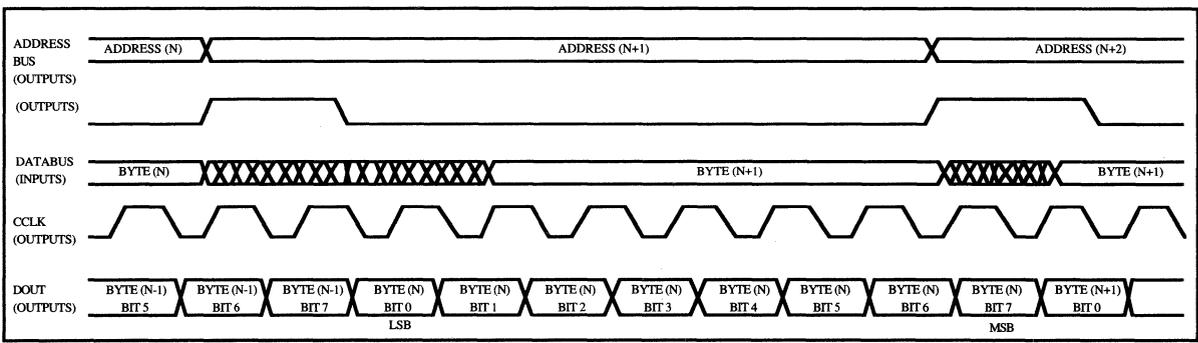 ADDRESS BUS (OUTPUTS)
ADDRESS (N) ADDRESS (N+1) ADDRESS (N+2)
(OUTPUTS)
DATABUS (INPUTS)
BYTE (N) BYTE (N+1) BYTE (N+1)
CCLK (OUTPUTS)
DOUT (OUTPUTS)
BYTE (N-1) BIT 5
BYTE (N-1) BIT 6
BYTE (N-1) BIT 7
BYTE (N) BIT 0
BYTE (N) BIT 1
BYTE (N) BIT 2
BYTE (N) BIT 3
BYTE (N) BIT 4
BYTE (N) BIT 5
BYTE (N) BIT 6
BYTE (N) BIT 7
BYTE (N+1) BIT 0
LSB MSB